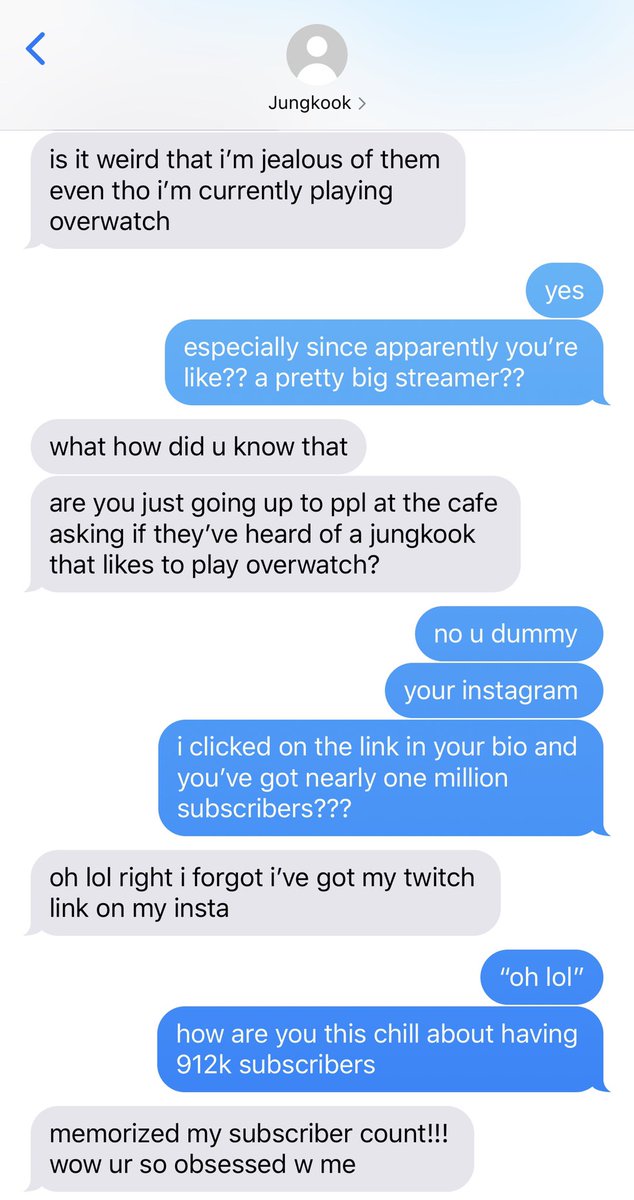 Jungkook >
is it weird that i’m jealous of them
even tho i’m currently playing
overwatch
yes
especially since apparently you’re
like?? a pretty big streamer??
what how did u know that
are you just going up to ppl at the cafe
asking if they’ve heard of a jungkook
that likes to play overwatch?
no u dummy
your instagram
i clicked on the link in your bio and
you’ve got nearly one million
subscribers???
oh lol right i forgot i’ve got my twitch
link on my insta
“oh lol”
how are you this chill about having
912k subscribers
memorized my subscriber count!!!
wow ur so obsessed w me